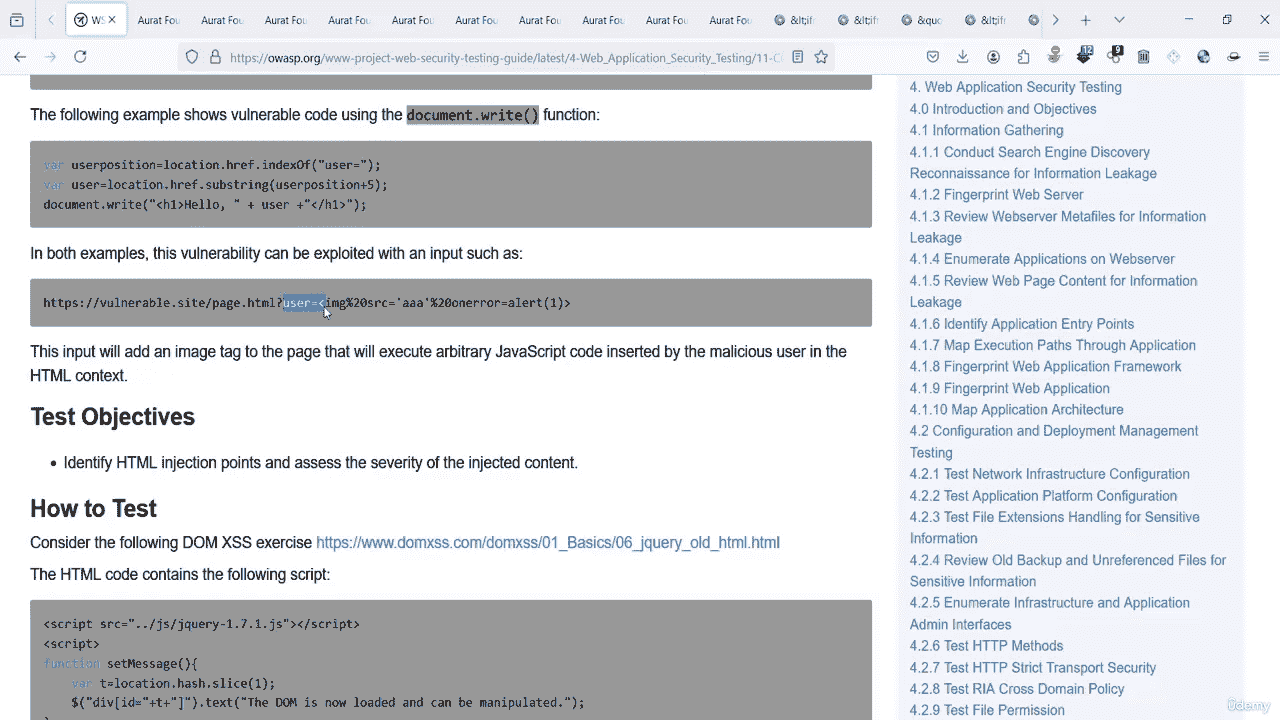 WS
Aurat Fou
Aurat Fou
Aurat Fou
Aurat Fou
Aurat Fou
Aurat Fou
Aurat Fou
Aurat Fou
Aurat Fou
Aurat Fou
&lt;ifr
&lt;ifr
&quo
&lt;ifr
https://owasp.org/www-project-web-security-testing-guide/latest/4-Web_Application_Security_Testing/11-C
12
9
The following example shows vulnerable code using the document.write() function:
var userposition=location.href.indexOf("user=");
var user=location.href.substring(userposition+5);
document.write("<h1>Hello, " + user +"</h1>");
In both examples, this vulnerability can be exploited with an input such as:
https://vulnerable.site/page.html?user=<img%20src='aaa'%20onerror=alert(1)>
This input will add an image tag to the page that will execute arbitrary JavaScript code inserted by the malicious user in the
HTML context.
Test Objectives
• Identify HTML injection points and assess the severity of the injected content.
How to Test
Consider the following DOM XSS exercise https://www.domxss.com/domxss/01_Basics/06_jquery_old_html.html
The HTML code contains the following script:
<script src="../js/jquery-1.7.1.js"></script>
<script>
function setMessage(){
var t=location.hash.slice(1);
$("div[id="+t+"]").text("The DOM is now loaded and can be manipulated.");
4. Web Application Security Testing
4.0 Introduction and Objectives
4.1 Information Gathering
4.1.1 Conduct Search Engine Discovery
Reconnaissance for Information Leakage
4.1.2 Fingerprint Web Server
4.1.3 Review Webserver Metafiles for Information
Leakage
4.1.4 Enumerate Applications on Webserver
4.1.5 Review Web Page Content for Information
Leakage
4.1.6 Identify Application Entry Points
4.1.7 Map Execution Paths Through Application
4.1.8 Fingerprint Web Application Framework
4.1.9 Fingerprint Web Application
4.1.10 Map Application Architecture
4.2 Configuration and Deployment Management
Testing
4.2.1 Test Network Infrastructure Configuration
4.2.2 Test Application Platform Configuration
4.2.3 Test File Extensions Handling for Sensitive
Information
4.2.4 Review Old Backup and Unreferenced Files for
Sensitive Information
4.2.5 Enumerate Infrastructure and Application
Admin Interfaces
4.2.6 Test HTTP Methods
4.2.7 Test HTTP Strict Transport Security
4.2.8 Test RIA Cross Domain Policy
4.2.9 Test File Permission
Udemy